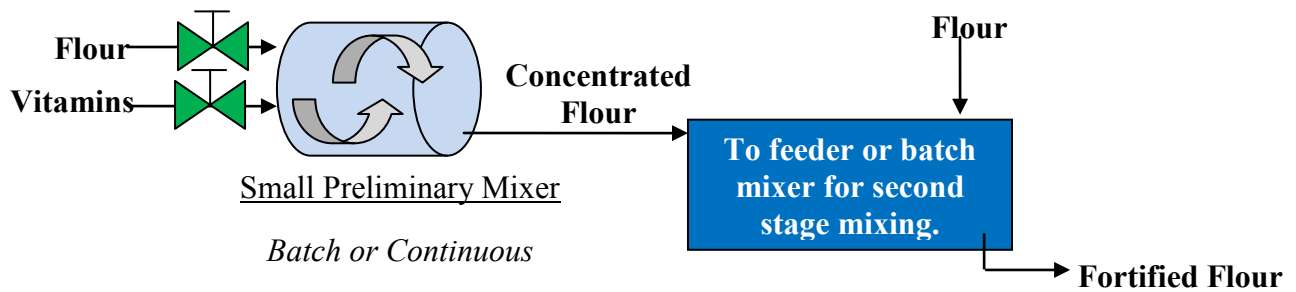 Flour
Vitamins
Small Preliminary Mixer
Batch or Continuous
Concentrated
Flour
Flour
To feeder or batch
mixer for second
stage mixing.
Fortified Flour